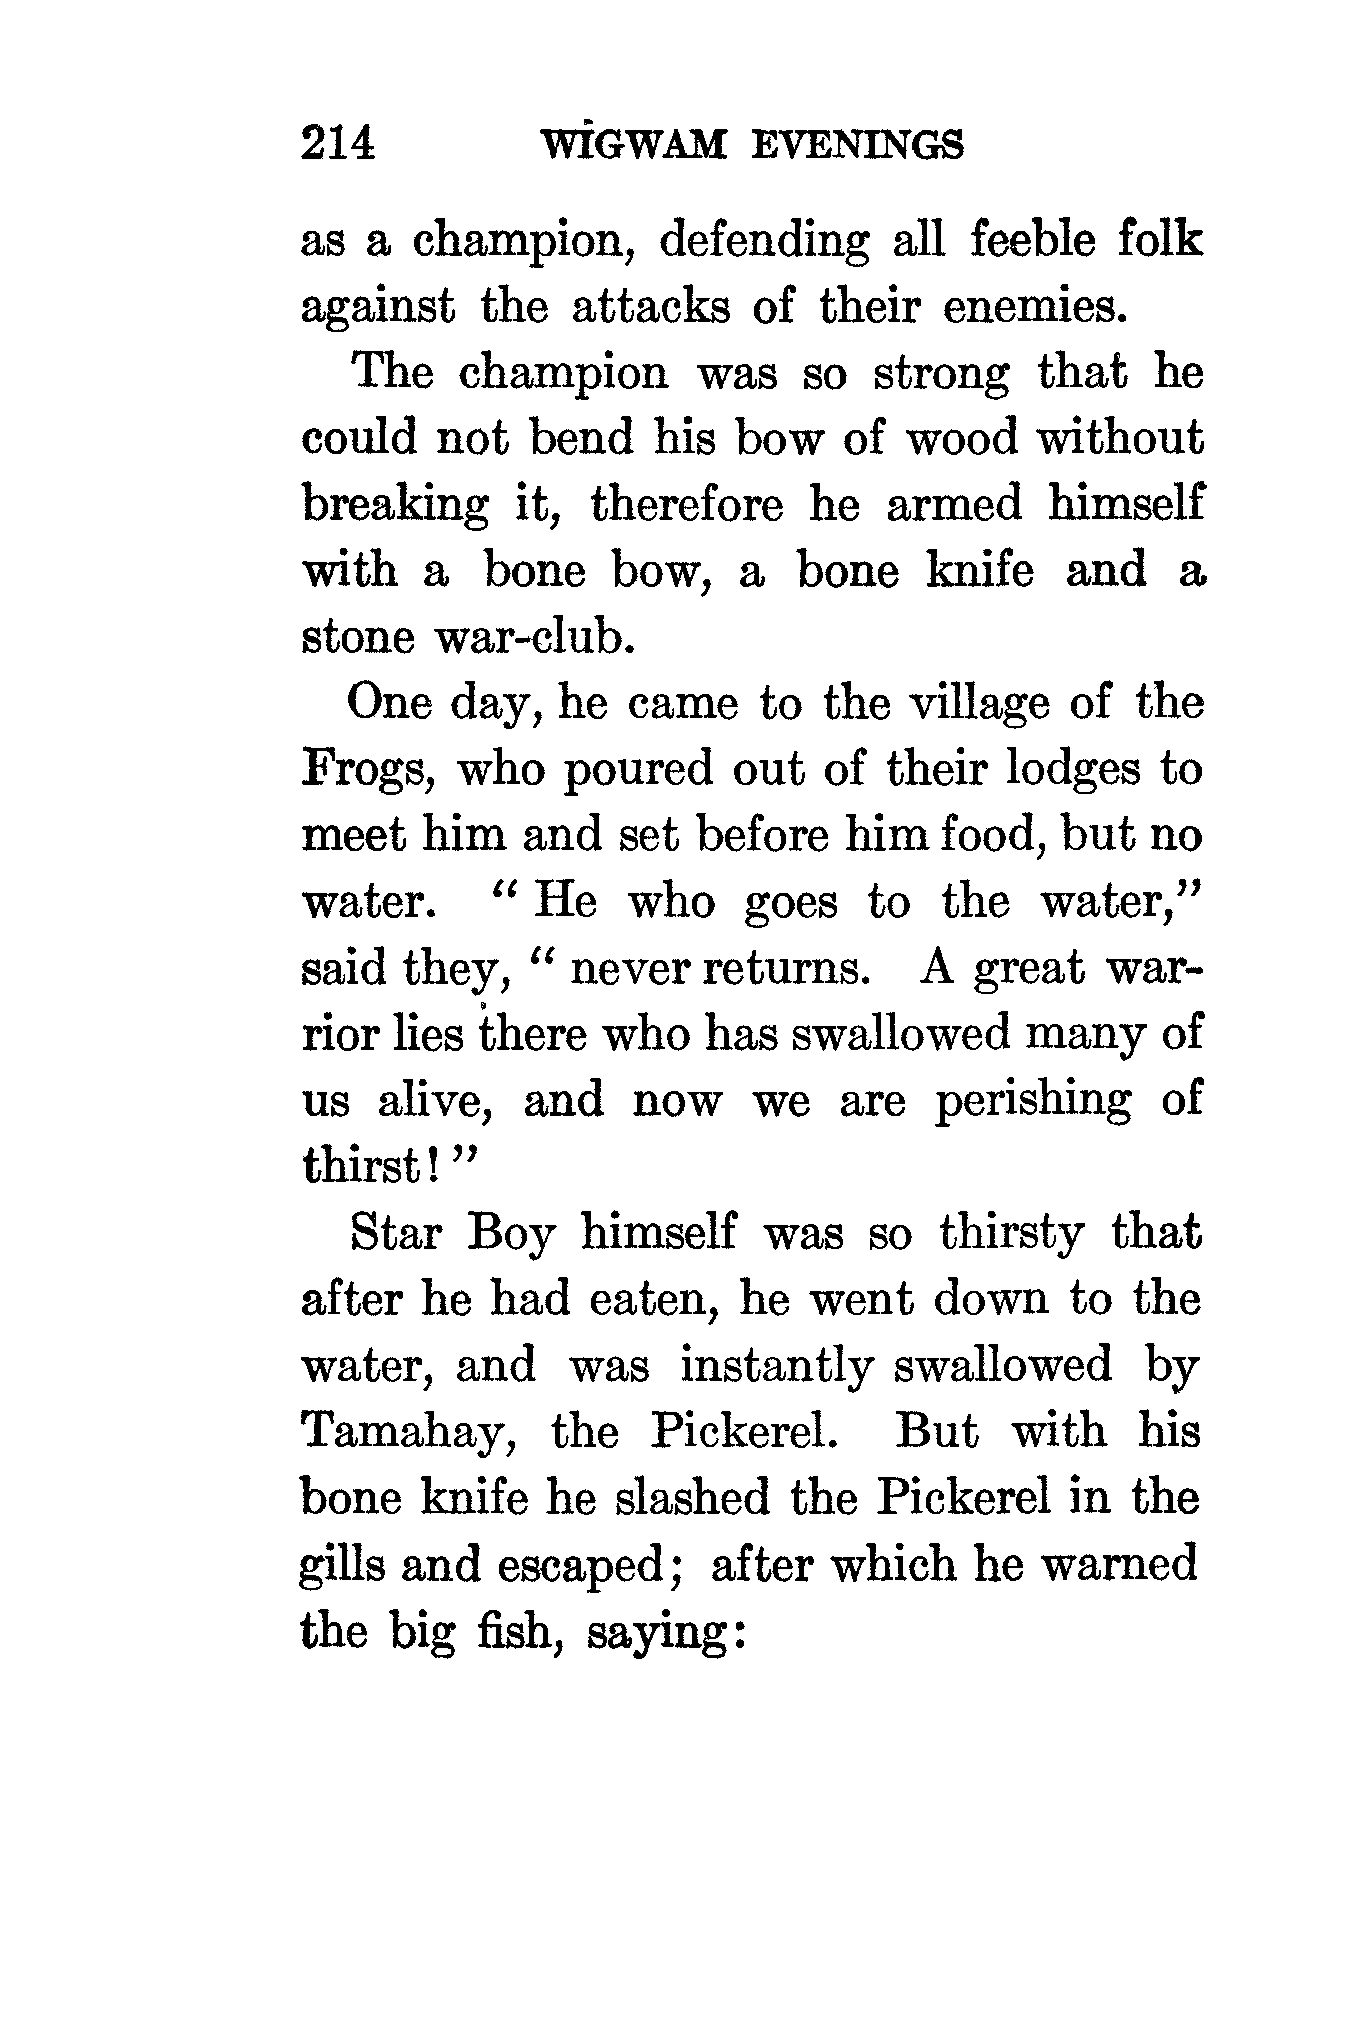 214 WIGWAM EVENINGS
as a champion, defending all feeble folk
against the attacks of their enemies.
The champion was so strong that he
could not bend his bow of wood without
breaking it, therefore he armed himself
with a bone bow, a bone knife and a
stone war-club.
One day, he came to the village of the
Frogs, who poured out of their lodges to
meet him and set before him food, but no
water. “ He who goes to the water,”
said they, “ never returns. A great war-
rior lies there who has swallowed many of
us alive, and now we are perishing of
thirst! ”
Star Boy himself was so thirsty that
after he had eaten, he went down to the
water, and was instantly swallowed by
Tamahay, the Pickerel. But with his
bone knife he slashed the Pickerel in the
gills and escaped; after which he warned
the big fish, saying: